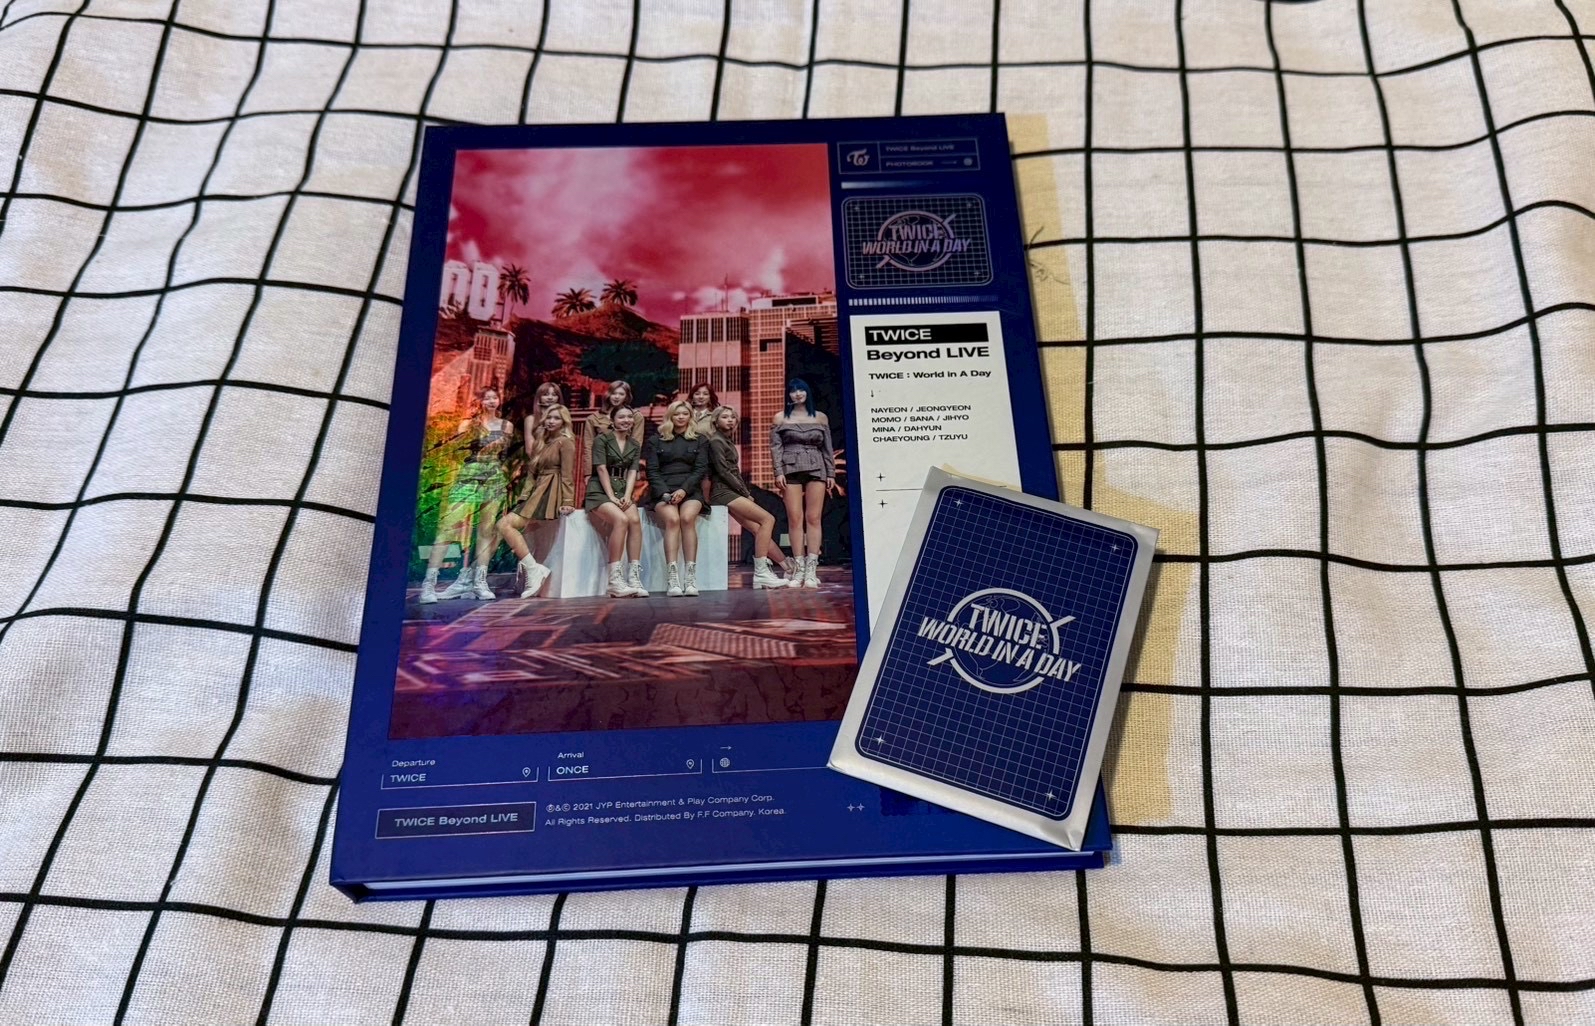 TWICE Beyond LIVE
PHOTOBOOK
TWICE
WORLD IN A DAY
TWICE
Beyond LIVE
TWICE : World in A Day
↓
NAYEON / JEONGYEON
MOMO / SANA / JIHYO
MINA / DAHYUN
CHAEYOUNG / TZUYU
TWICE
WORLD IN A DAY
Departure
TWICE
Arrival
ONCE
→
TWICE Beyond LIVE
℗&© 2021 JYP Entertainment & Play Company Corp.
All Rights Reserved. Distributed By F.F Company. Korea.